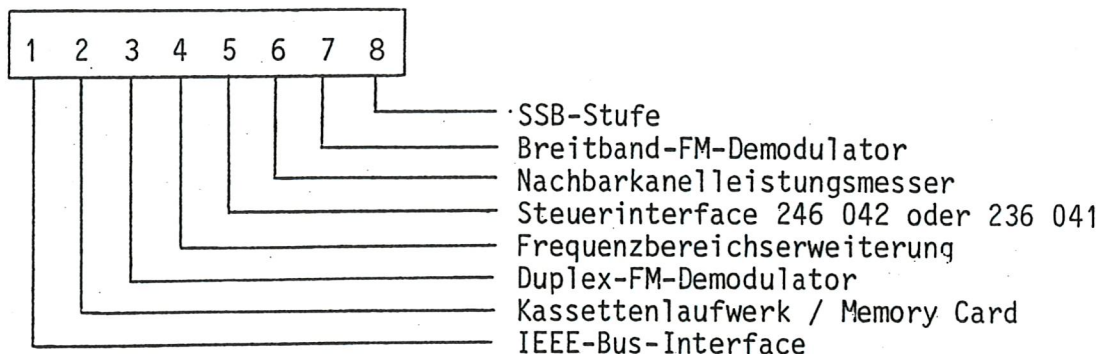 1 2 3 4 5 6 7 8
SSB-Stufe
Breitband-FM-Demodulator
Nachbarkanelleistungsmesser
Steuerinterface 246 042 oder 236 041
Frequenzbereichserweiterung
Duplex-FM-Demodulator
Kassettenlaufwerk / Memory Card
IEEE-Bus-Interface